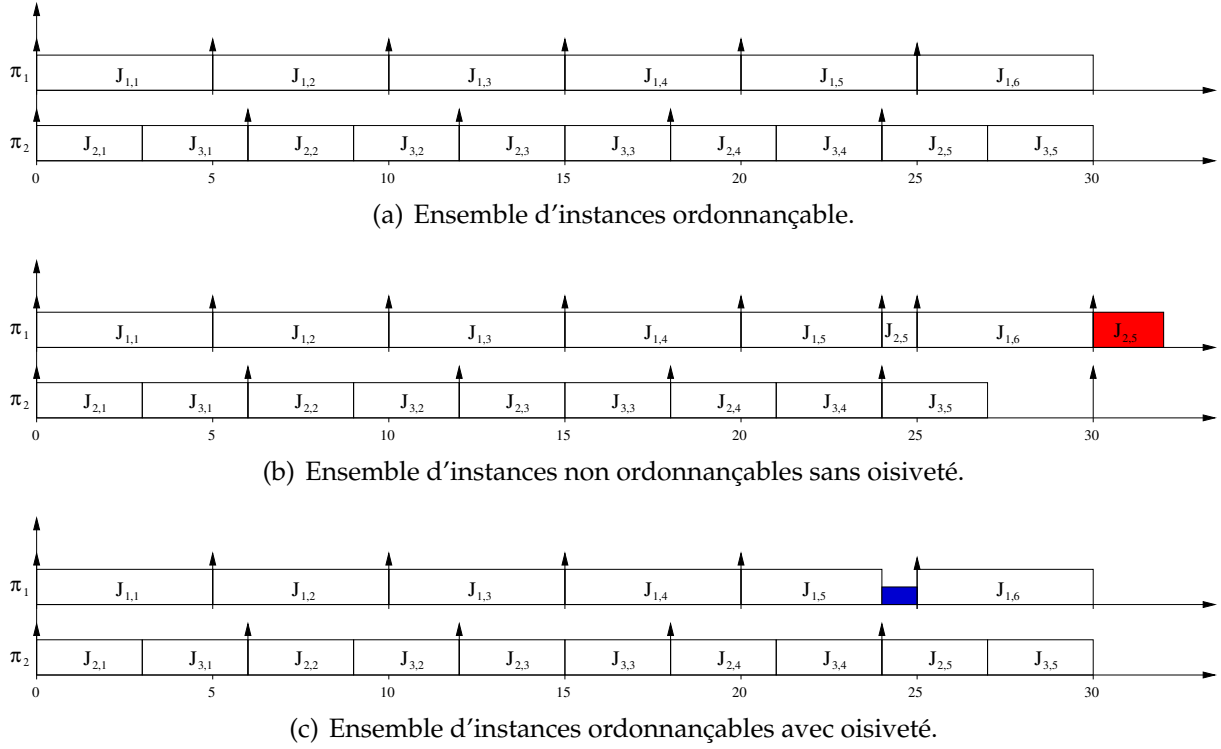 π1 J1,1 J1,2 J1,3 J1,4 J1,5 J1,6
π2 J2,1 J3,1 J2,2 J3,2 J2,3 J3,3 J2,4 J3,4 J2,5 J3,5
0 5 10 15 20 25 30
(a) Ensemble d'instances ordonnançable.
π1 J1,1 J1,2 J1,3 J1,4 J1,5 J2,5 J1,6 J2,5
π2 J2,1 J3,1 J2,2 J3,2 J2,3 J3,3 J2,4 J3,4 J3,5
0 5 10 15 20 25 30
(b) Ensemble d'instances non ordonnançables sans oisiveté.
π1 J1,1 J1,2 J1,3 J1,4 J1,5 J1,6
π2 J2,1 J3,1 J2,2 J3,2 J2,3 J3,3 J2,4 J3,4 J2,5 J3,5
0 5 10 15 20 25 30
(c) Ensemble d'instances ordonnançables avec oisiveté.